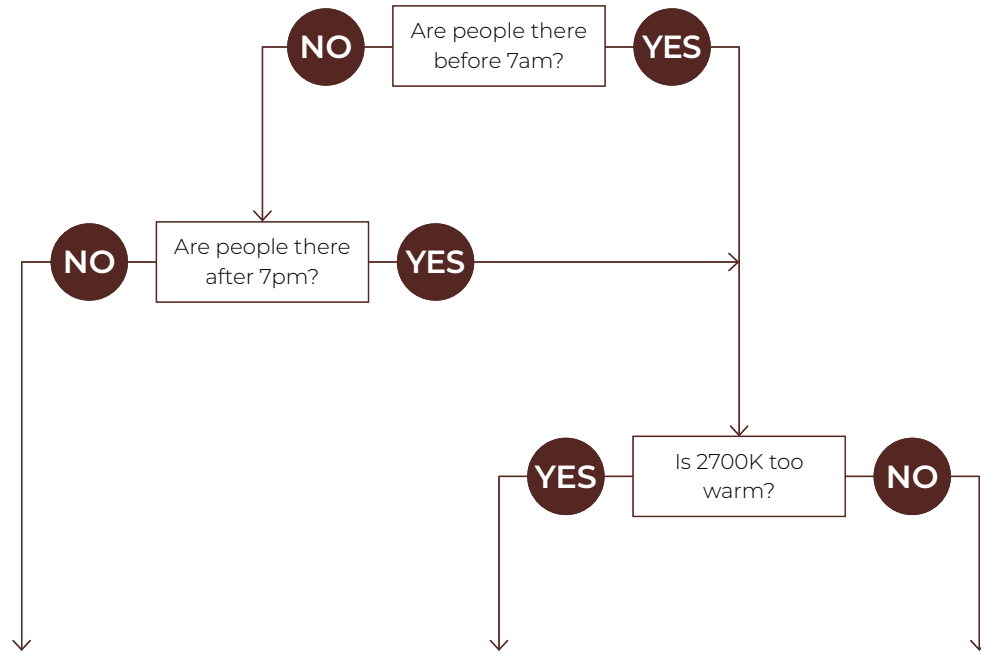 NO
Are people there
before 7am?
YES
NO
Are people there
after 7pm?
YES
YES
Is 2700K too
warm?
NO